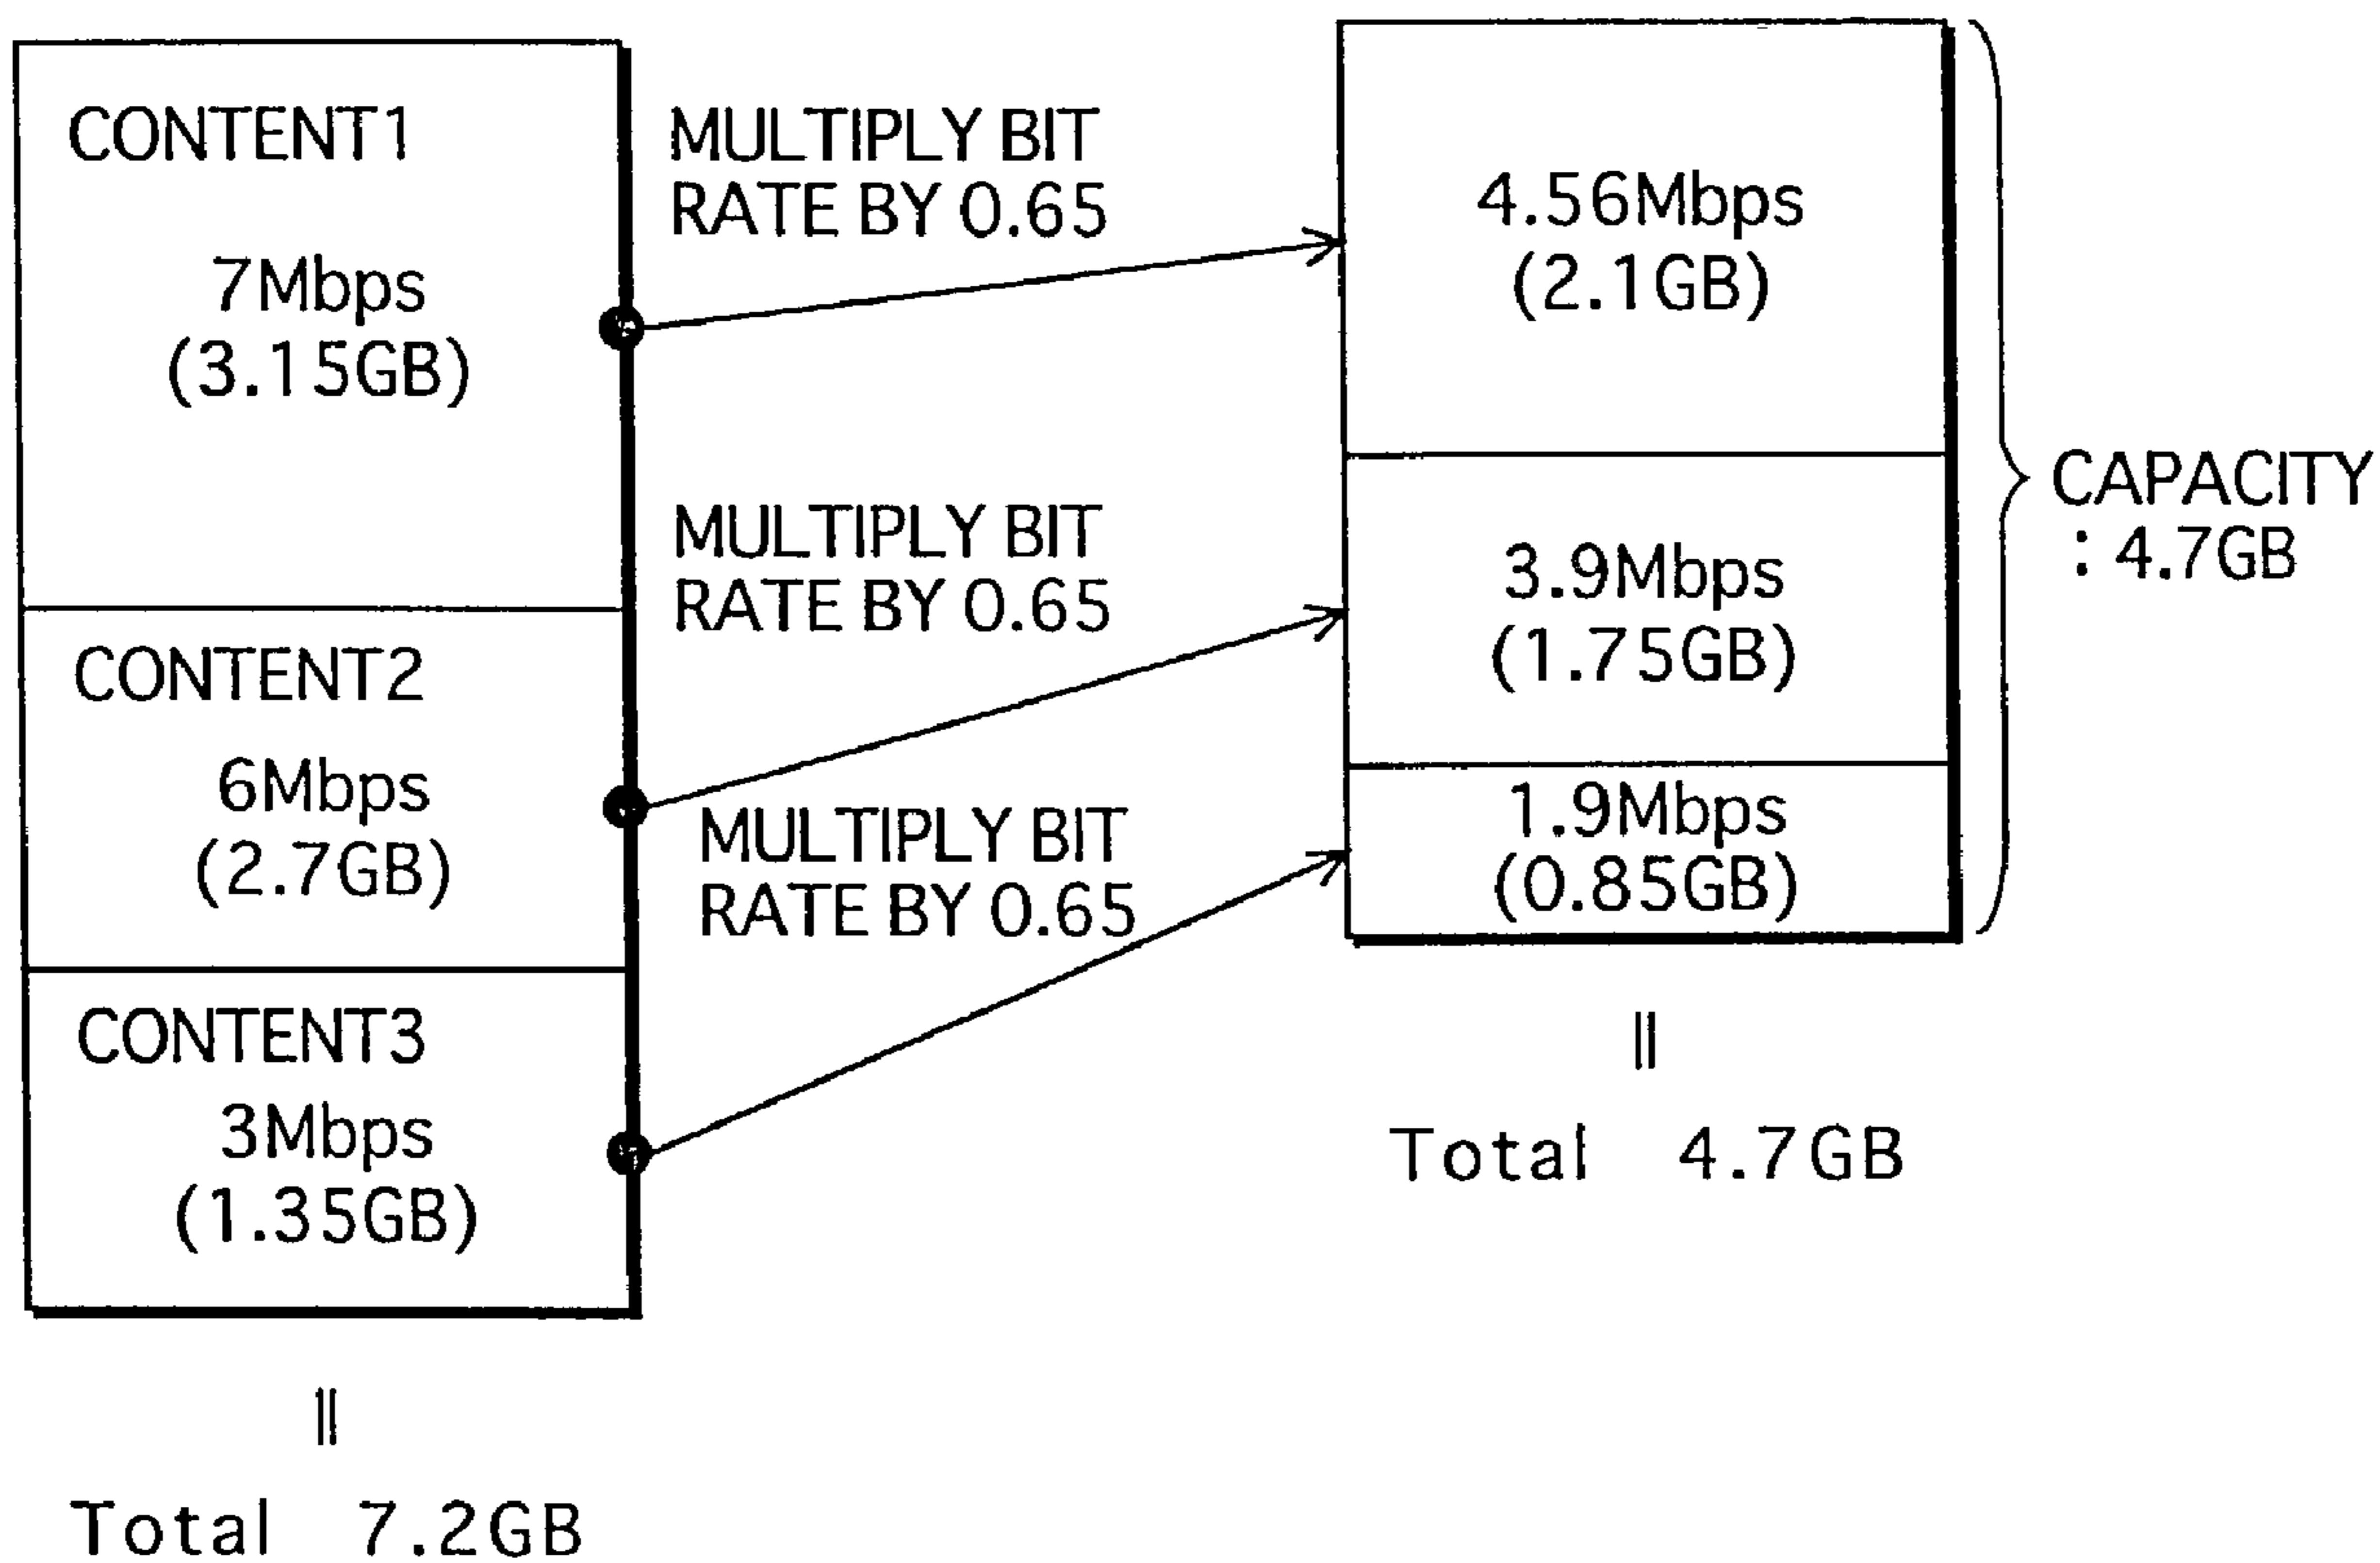 CONTENT1
7Mbps
(3.15GB)
CONTENT2
6Mbps
(2.7GB)
CONTENT3
3Mbps
(1.35GB)
||
Total 7.2GB
MULTIPLY BIT
RATE BY 0.65
MULTIPLY BIT
RATE BY 0.65
MULTIPLY BIT
RATE BY 0.65
4.56Mbps
(2.1GB)
3.9Mbps
(1.75GB)
1.9Mbps
(0.85GB)
||
Total 4.7GB
CAPACITY
: 4.7GB